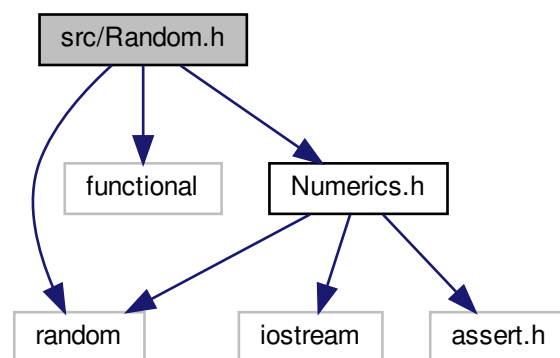 src/Random.h
functional
Numerics.h
random
iostream
assert.h